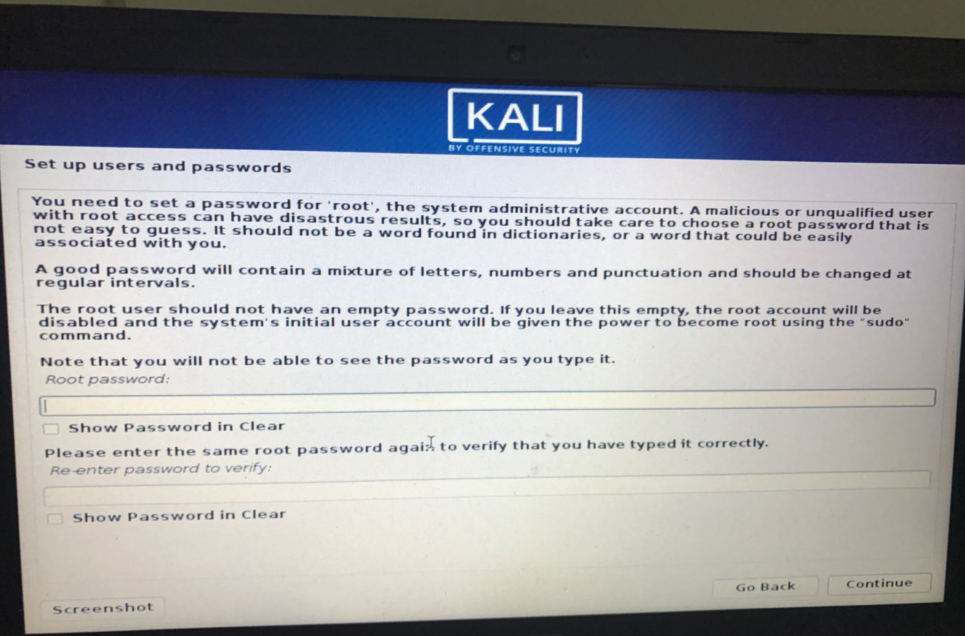 KALI
BY OFFENSIVE SECURITY
Set up users and passwords
You need to set a password for 'root', the system administrative account. A malicious or unqualified user
with root access can have disastrous results, so you should take care to choose a root password that is
not easy to guess. It should not be a word found in dictionaries, or a word that could be easily
associated with you.
A good password will contain a mixture of letters, numbers and punctuation and should be changed at
regular intervals.
The root user should not have an empty password. If you leave this empty, the root account will be
disabled and the system's initial user account will be given the power to become root using the "sudo"
command.
Note that you will not be able to see the password as you type it.
Root password:
Show Password in Clear
Please enter the same root password again to verify that you have typed it correctly.
Re-enter password to verify:
Show Password in Clear
Go Back
Continue
Screenshot